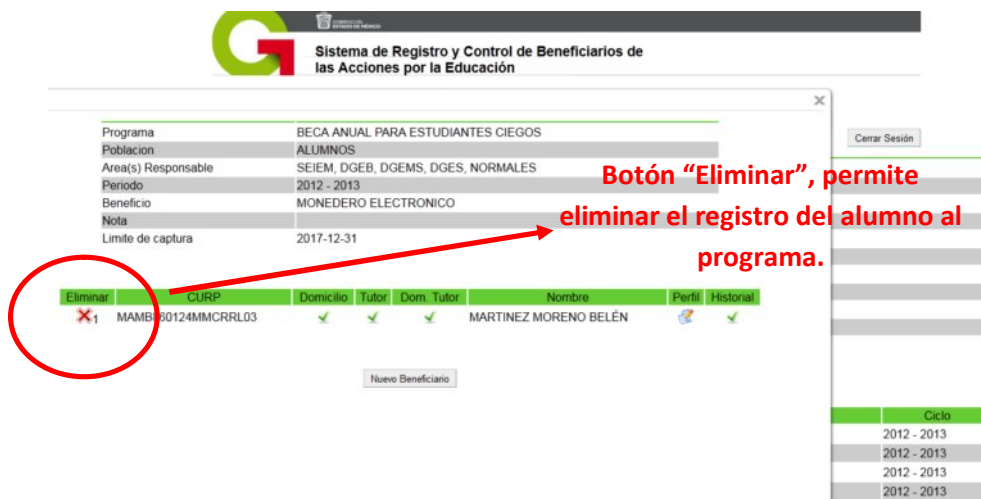 GOBIERNO DEL
ESTADO DE MÉXICO
Sistema de Registro y Control de Beneficiarios de
las Acciones por la Educación
Cerrar Sesión
Programa BECA ANUAL PARA ESTUDIANTES CIEGOS
Poblacion ALUMNOS
Area(s) Responsable SEIEM, DGEB, DGEMS, DGES, NORMALES
Periodo 2012 - 2013
Beneficio MONEDERO ELECTRONICO
Nota
Limite de captura 2017-12-31
Botón “Eliminar”, permite
eliminar el registro del alumno al
programa.
Eliminar CURP Domicilio Tutor Dom. Tutor Nombre Perfil Historial
1 60124MMCRRL03 MARTINEZ MORENO BELÉN
Nuevo Beneficiario
Ciclo
2012 - 2013
2012 - 2013
2012 - 2013
2012 - 2013